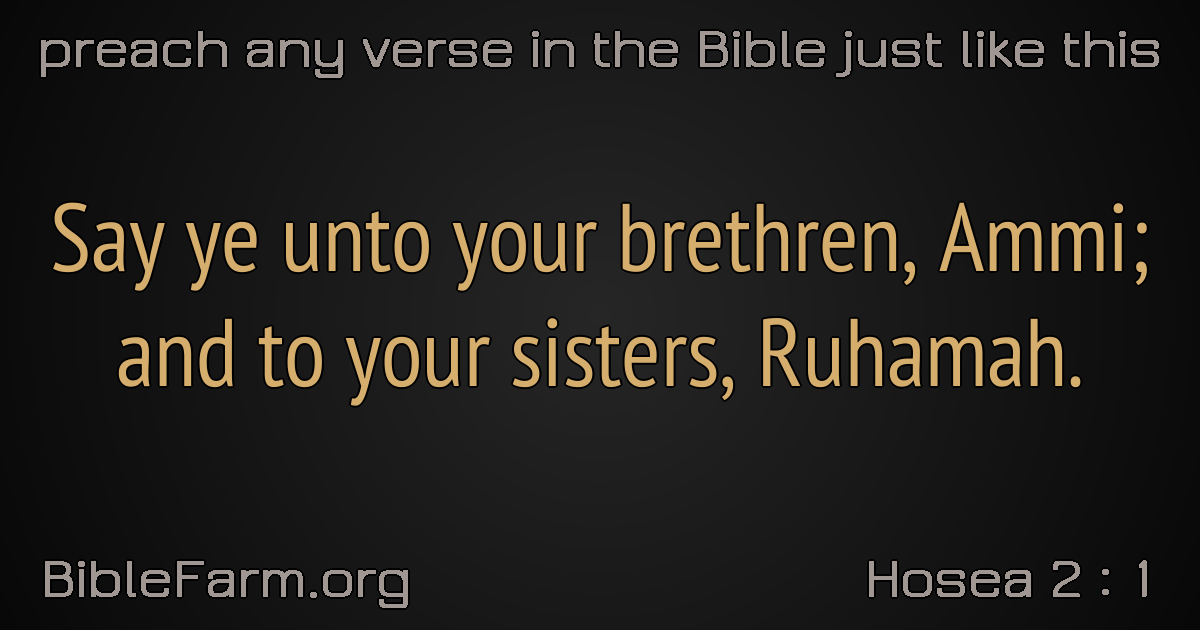 preach any verse in the Bible just like this
Say ye unto your brethren, Ammi;
and to your sisters, Ruhamah.
BibleFarm.org
Hosea 2 : 1